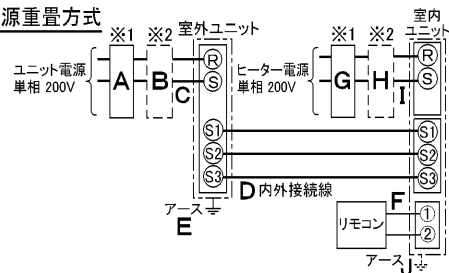 源重畳方式
※1 ※2
室外ユニット
ユニット電源
単相 200V
A
B
C
R
S
S1
S2
S3
アース
E
D 内外接続線
※1 ※2
ヒーター電源
単相 200V
G
H
I
室内
ユニット
R
S
S1
S2
S3
F
リモコン
①
②
アース
J